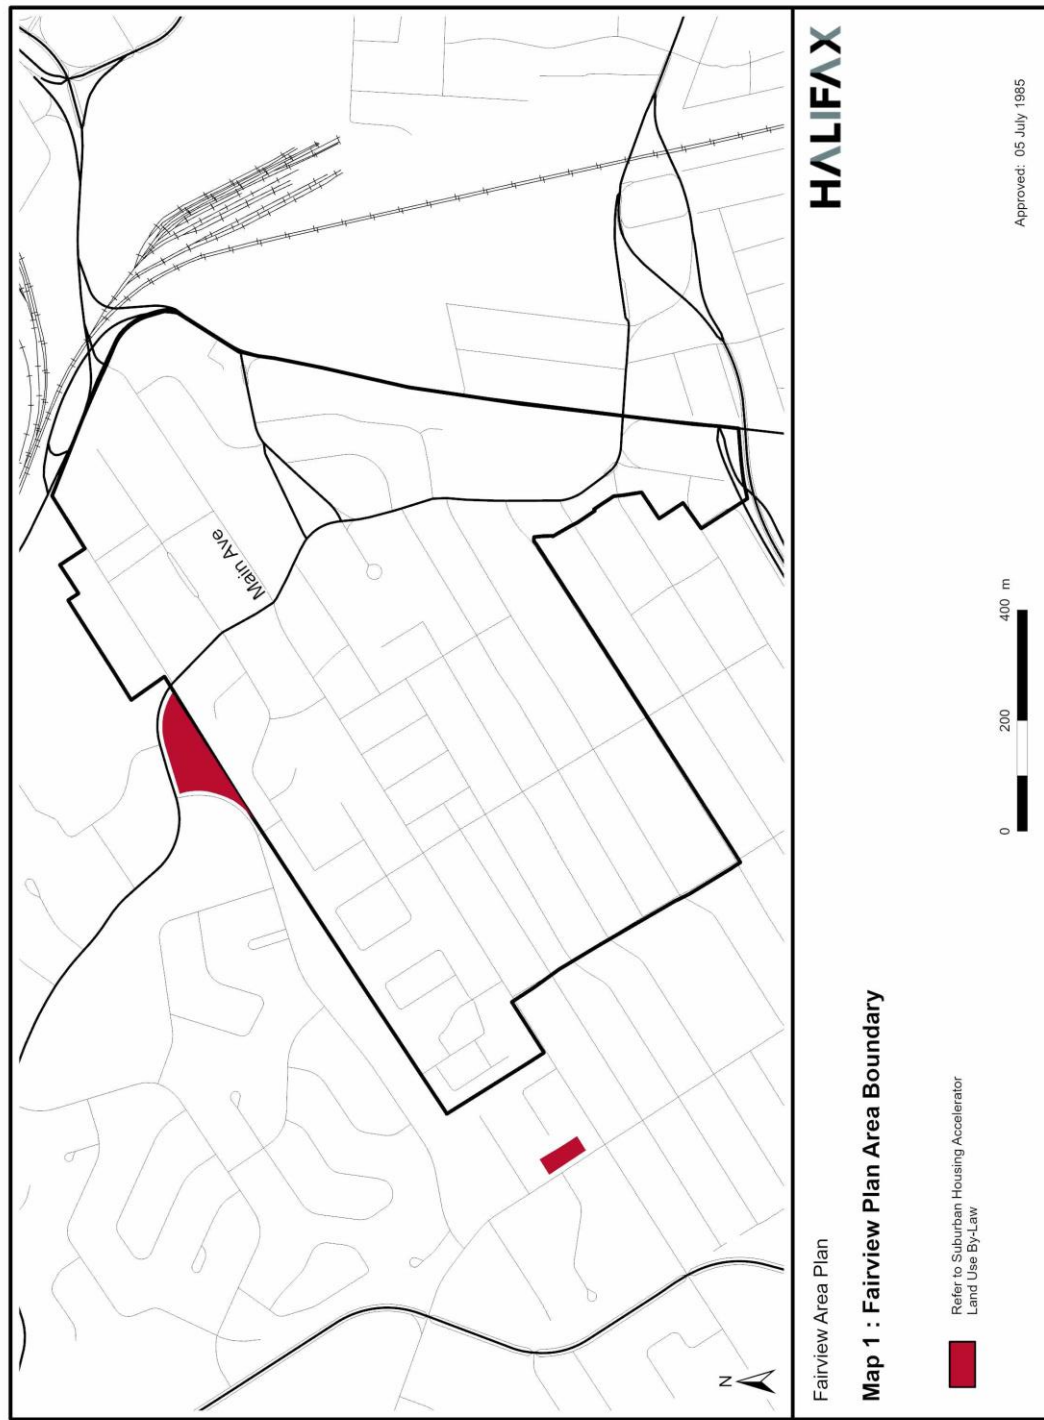 Main Ave
N
Fairview Area Plan
Map 1 : Fairview Plan Area Boundary
Refer to Suburban Housing Accelerator
Land Use By-Law
0 200 400 m
HALIFAX
Approved: 05 July 1985